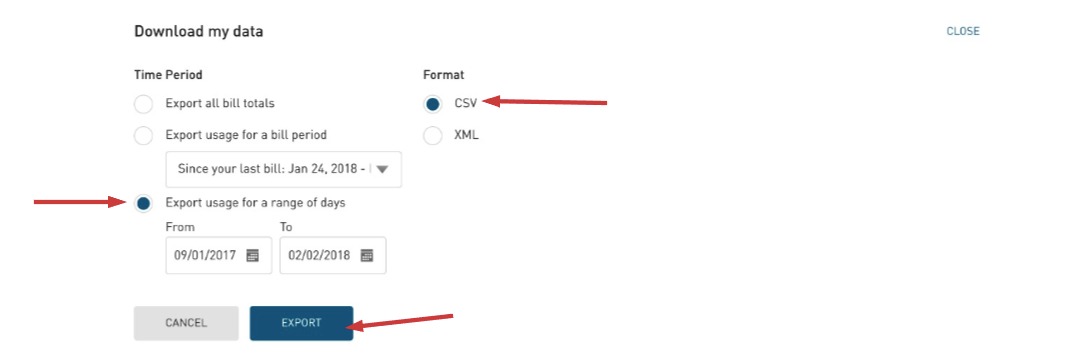 Download my data
CLOSE
Time Period
Format
Export all bill totals
CSV
Export usage for a bill period
XML
Since your last bill: Jan 24, 2018 -
Export usage for a range of days
From
To
09/01/2017
02/02/2018
CANCEL
EXPORT